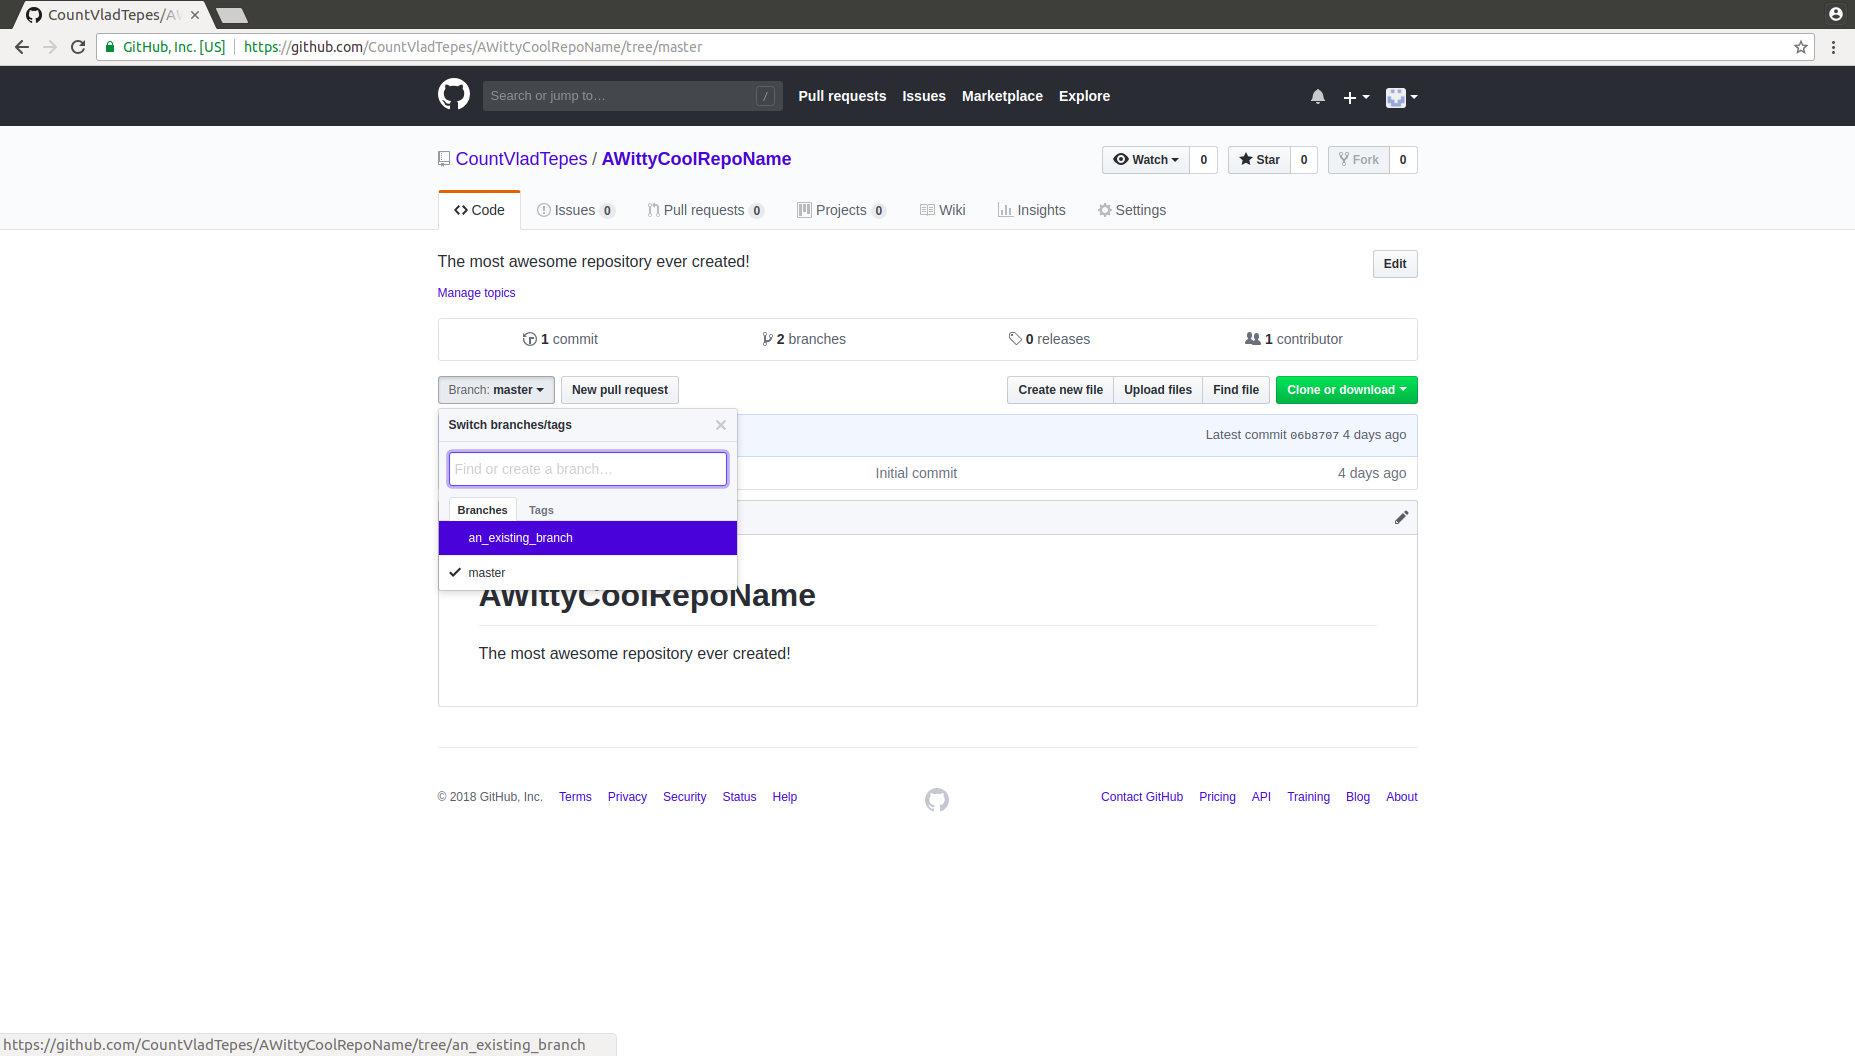 CountVladTepes/AW
GitHub, Inc. [US] https://github.com/CountVladTepes/AWittyCoolRepoName/tree/master
Search or jump to… / Pull requests Issues Marketplace Explore
CountVladTepes / AWittyCoolRepoName Watch 0 Star 0 Fork 0
Code Issues 0 Pull requests 0 Projects 0 Wiki Insights Settings
The most awesome repository ever created! Edit
Manage topics
1 commit 2 branches 0 releases 1 contributor
Branch: master New pull request Create new file Upload files Find file Clone or download
Switch branches/tags
Latest commit 06b8707 4 days ago
Find or create a branch…
Initial commit 4 days ago
Branches Tags
an_existing_branch
master
AWittyCoolRepoName
The most awesome repository ever created!
© 2018 GitHub, Inc. Terms Privacy Security Status Help Contact GitHub Pricing API Training Blog About
https://github.com/CountVladTepes/AWittyCoolRepoName/tree/an_existing_branch